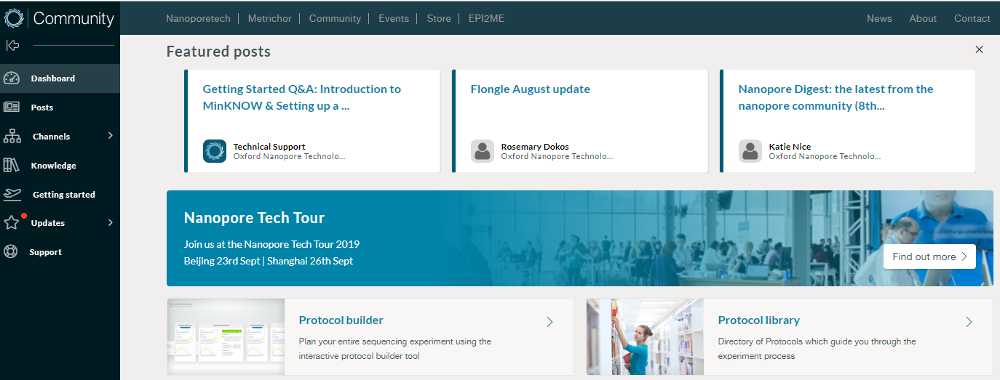 Community
Nanoporetech
Metrichor
Community
Events
Store
EPI2ME
News
About
Contact
Dashboard
Posts
Channels
Knowledge
Getting started
Updates
Support
Featured posts
Getting Started Q&A: Introduction to
MinKNOW & Setting up a ...
Technical Support
Oxford Nanopore Technolo...
Flongle August update
Rosemary Dokos
Oxford Nanopore Technolo...
Nanopore Digest: the latest from the
nanopore community (8th...
Katie Nice
Oxford Nanopore Technolo...
Nanopore Tech Tour
Join us at the Nanopore Tech Tour 2019
Beijing 23rd Sept | Shanghai 26th Sept
Find out more
Protocol builder
Plan your entire sequencing experiment using the
interactive protocol builder tool
Protocol library
Directory of Protocols which guide you through the
experiment process